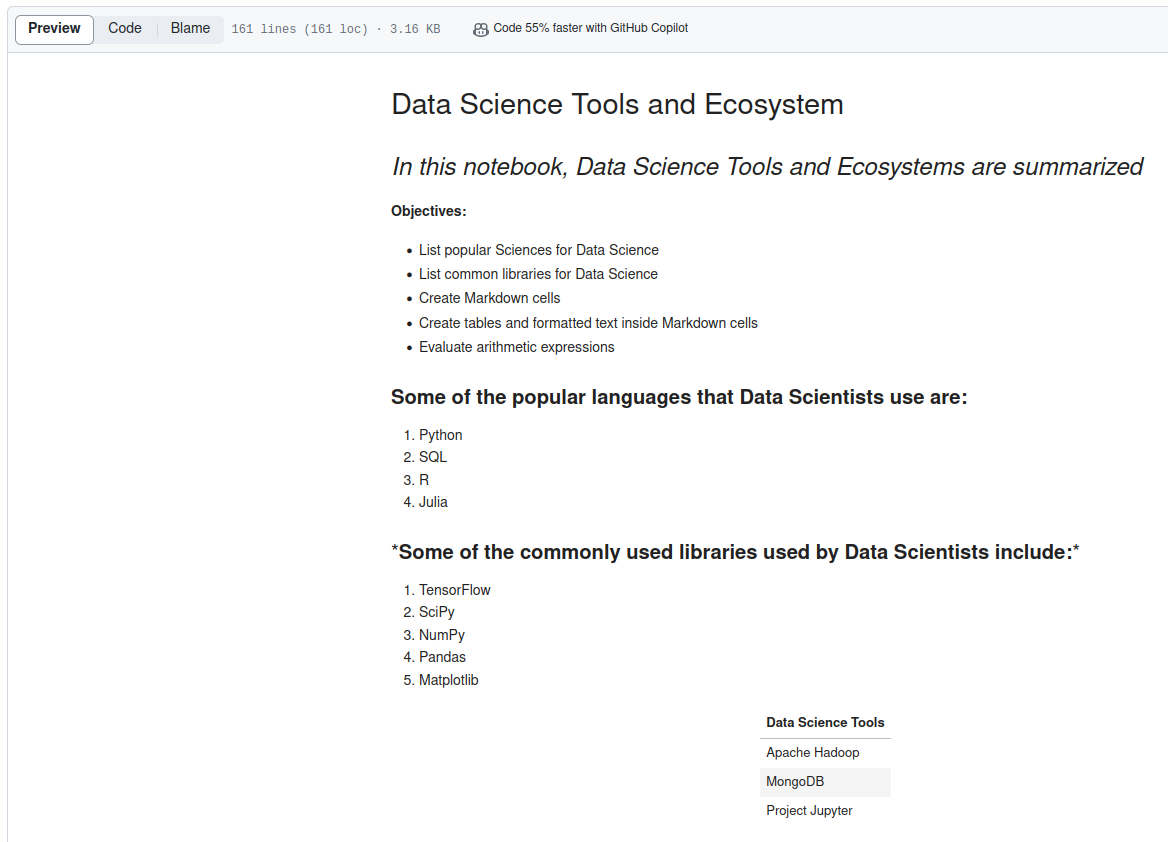 Preview Code Blame 161 lines (161 loc) · 3.16 KB Code 55% faster with GitHub Copilot
Data Science Tools and Ecosystem
In this notebook, Data Science Tools and Ecosystems are summarized
Objectives:
• List popular Sciences for Data Science
• List common libraries for Data Science
• Create Markdown cells
• Create tables and formatted text inside Markdown cells
• Evaluate arithmetic expressions
Some of the popular languages that Data Scientists use are:
1. Python
2. SQL
3. R
4. Julia
*Some of the commonly used libraries used by Data Scientists include:*
1. TensorFlow
2. SciPy
3. NumPy
4. Pandas
5. Matplotlib
Data Science Tools
Apache Hadoop
MongoDB
Project Jupyter